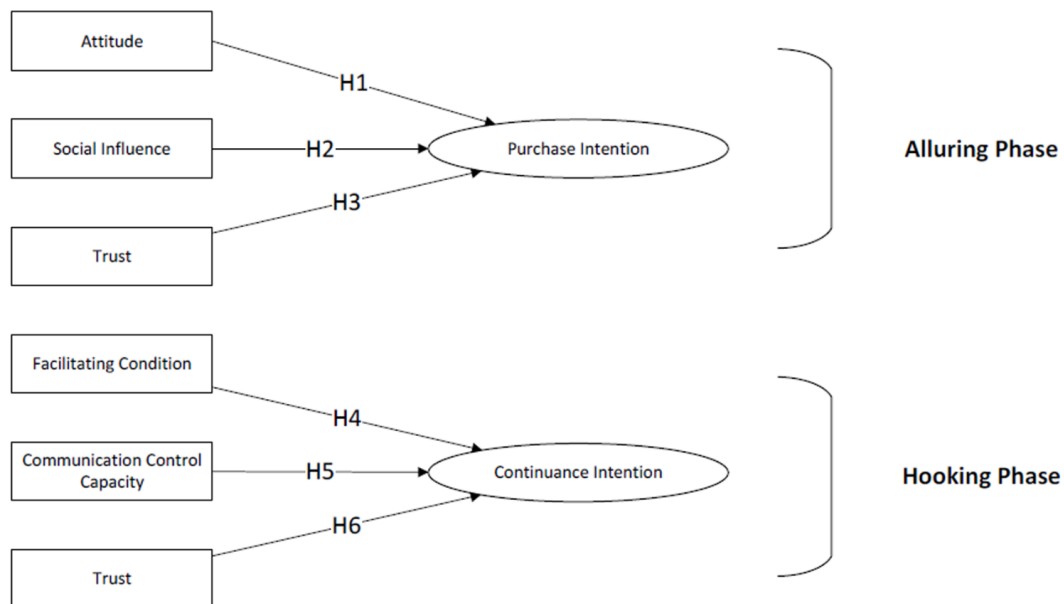 Attitude
H1
Social Influence
H2
Purchase Intention
Alluring Phase
H3
Trust
Facilitating Condition
H4
Communication Control
Capacity
H5
Continuance Intention
Hooking Phase
H6
Trust